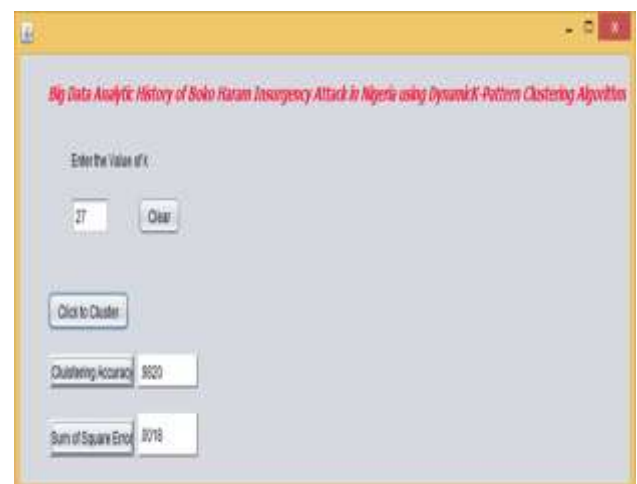 Big Data Analytic History of Boko Haram Insurgency Attack in Nigeria using DynamicK-Pattern Clustering Algorithm
Enter the Value of k
27
Clear
Click to Cluster
Clustering Accuracy
Sum of Square Error